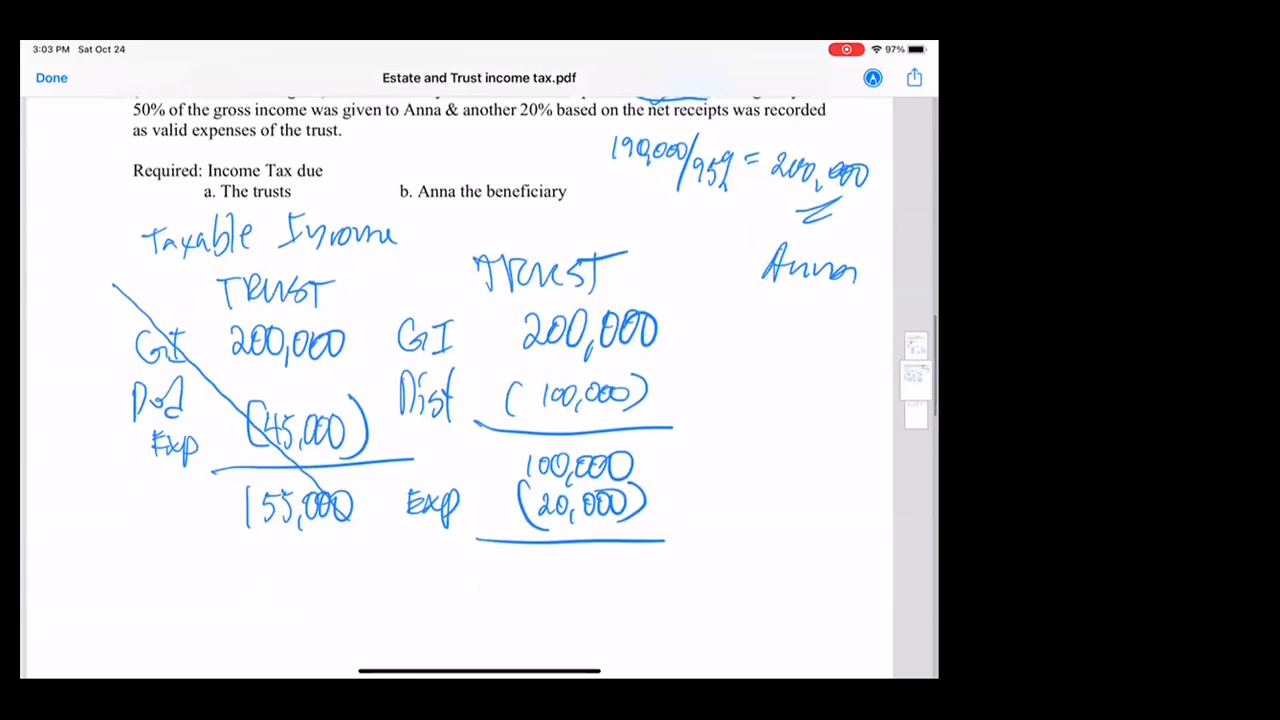 3:03 PM Sat Oct 24
97%
Done
Estate and Trust income tax.pdf
50% of the gross income was given to Anna & another 20% based on the net receipts was recorded
as valid expenses of the trust.
190,000/95% = 200,000
Required: Income Tax due
a. The trusts b. Anna the beneficiary
Taxable Income
Anna
TRUST
GI 200,000
Ded
Exp (45,000)
155,000
TRUST
GI 200,000
Dist (100,000)
100,000
Exp (20,000)